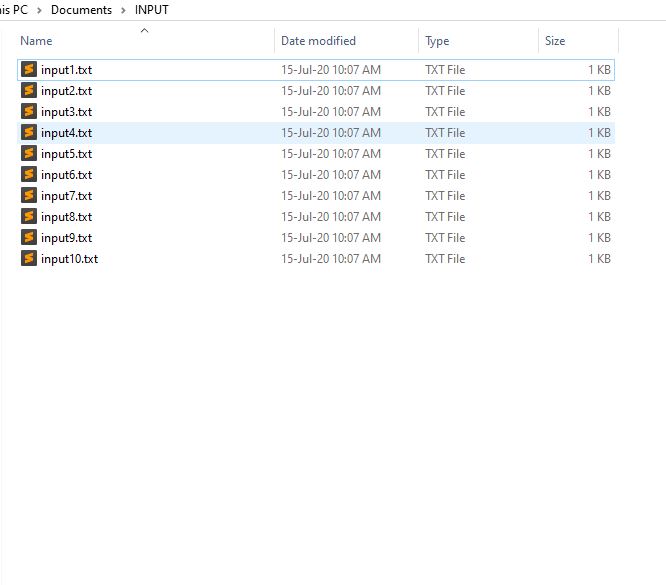 his PC > Documents > INPUT
Name Date modified Type Size
input1.txt 15-Jul-20 10:07 AM TXT File 1 KB
input2.txt 15-Jul-20 10:07 AM TXT File 1 KB
input3.txt 15-Jul-20 10:07 AM TXT File 1 KB
input4.txt 15-Jul-20 10:07 AM TXT File 1 KB
input5.txt 15-Jul-20 10:07 AM TXT File 1 KB
input6.txt 15-Jul-20 10:07 AM TXT File 1 KB
input7.txt 15-Jul-20 10:07 AM TXT File 1 KB
input8.txt 15-Jul-20 10:07 AM TXT File 1 KB
input9.txt 15-Jul-20 10:07 AM TXT File 1 KB
input10.txt 15-Jul-20 10:07 AM TXT File 1 KB